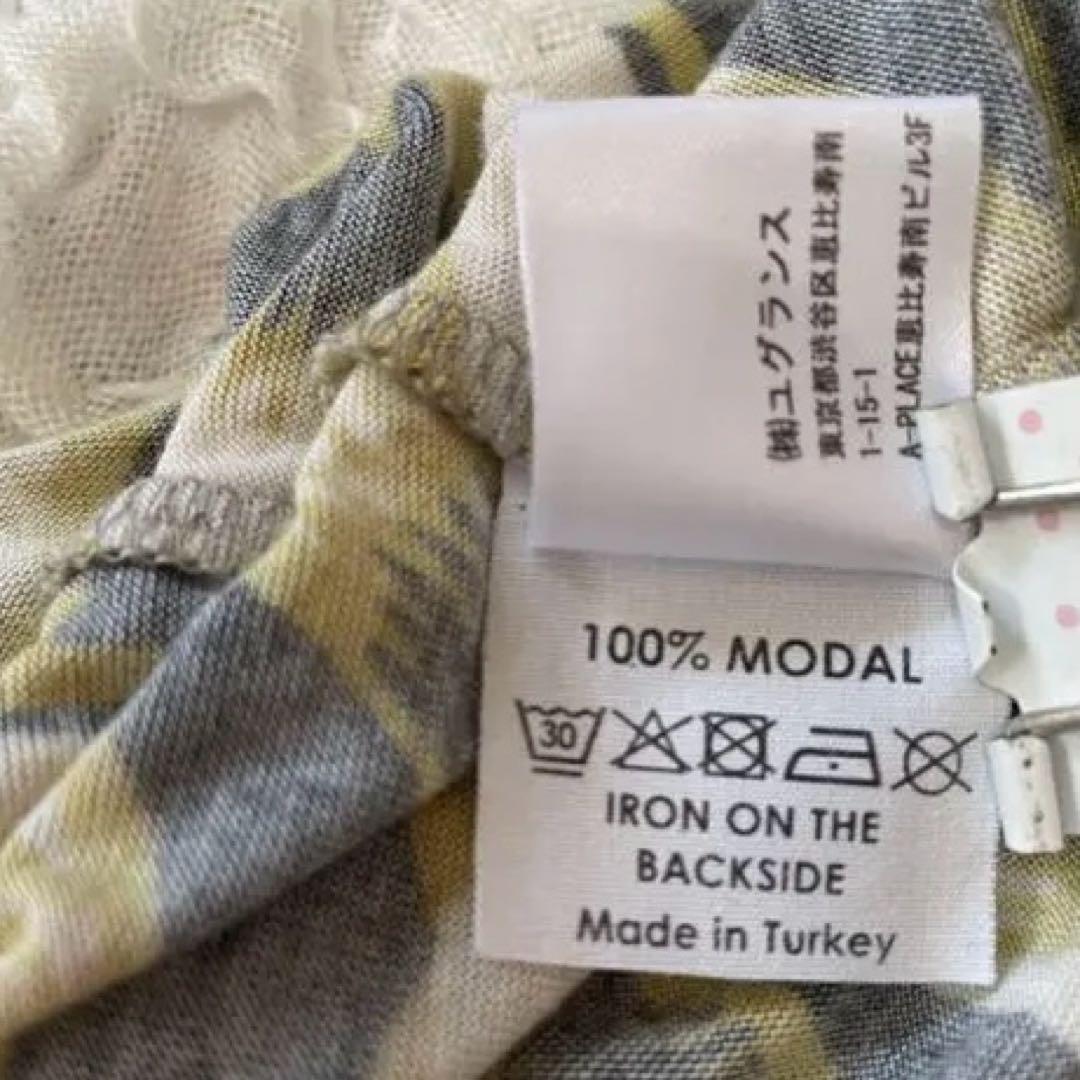 (株)ユグランス
東京都渋谷区恵比寿南
1-15-1
A-PLACE恵比寿南ビル3F
100% MODAL
30
IRON ON THE
BACKSIDE
Made in Turkey